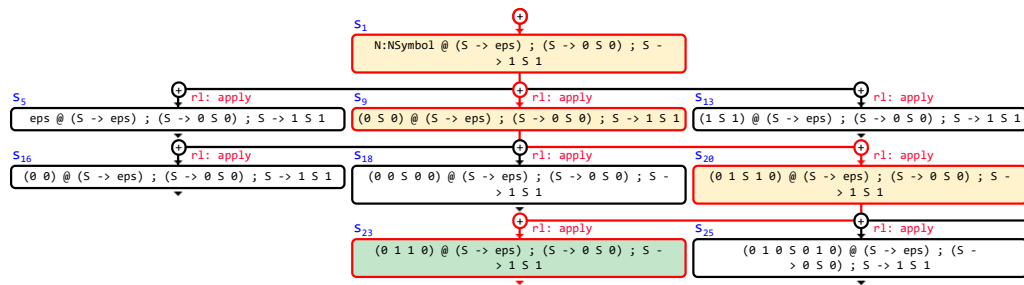 S1
N:NSymbol @ (S -> eps) ; (S -> 0 S 0) ; S -
> 1 S 1
+
+
+
+
S5
rl: apply
S9
rl: apply
S13
rl: apply
eps @ (S -> eps) ; (S -> 0 S 0) ; S -> 1 S 1
(0 S 0) @ (S -> eps) ; (S -> 0 S 0) ; S -> 1 S 1
(1 S 1) @ (S -> eps) ; (S -> 0 S 0) ; S -> 1 S 1
+
+
+
S16
rl: apply
S18
rl: apply
S20
rl: apply
(0 0) @ (S -> eps) ; (S -> 0 S 0) ; S -> 1 S 1
(0 0 S 0 0) @ (S -> eps) ; (S -> 0 S 0) ; S -
> 1 S 1
(0 1 S 1 0) @ (S -> eps) ; (S -> 0 S 0) ; S -
> 1 S 1
+
+
S23
rl: apply
S25
rl: apply
(0 1 1 0) @ (S -> eps) ; (S -> 0 S 0) ; S -
> 1 S 1
(0 1 0 S 0 1 0) @ (S -> eps) ; (S -
> 0 S 0) ; S -> 1 S 1